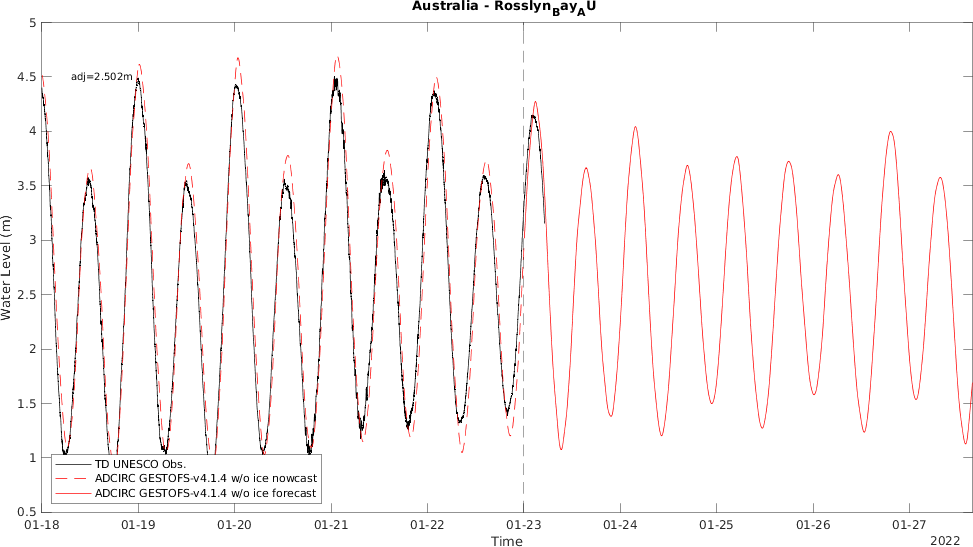 Australia - Rosslyn_Bay_AU
5
4.5
4
3.5
3
2.5
2
1.5
1
0.5
Water Level (m)
adj=2.502m
TD UNESCO Obs.
ADCIRC GESTOFS-v4.1.4 w/o ice nowcast
ADCIRC GESTOFS-v4.1.4 w/o ice forecast
01-18 01-19 01-20 01-21 01-22 01-23 01-24 01-25 01-26 01-27
Time
2022